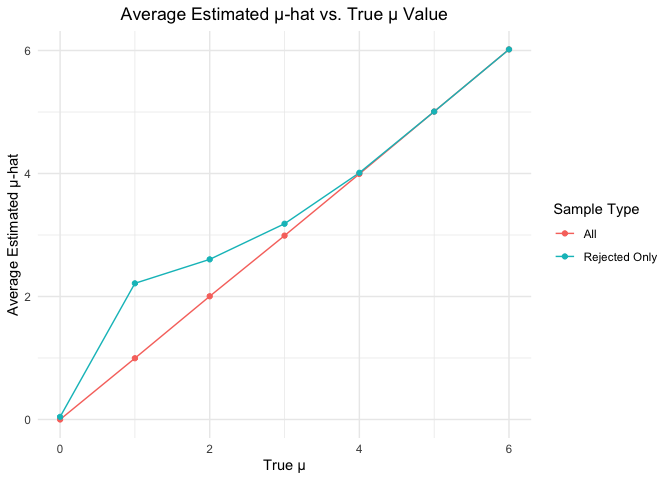 Average Estimated μ-hat vs. True μ Value
Average Estimated μ-hat
6
4
2
0
0
2
4
6
True μ
Sample Type
All
Rejected Only